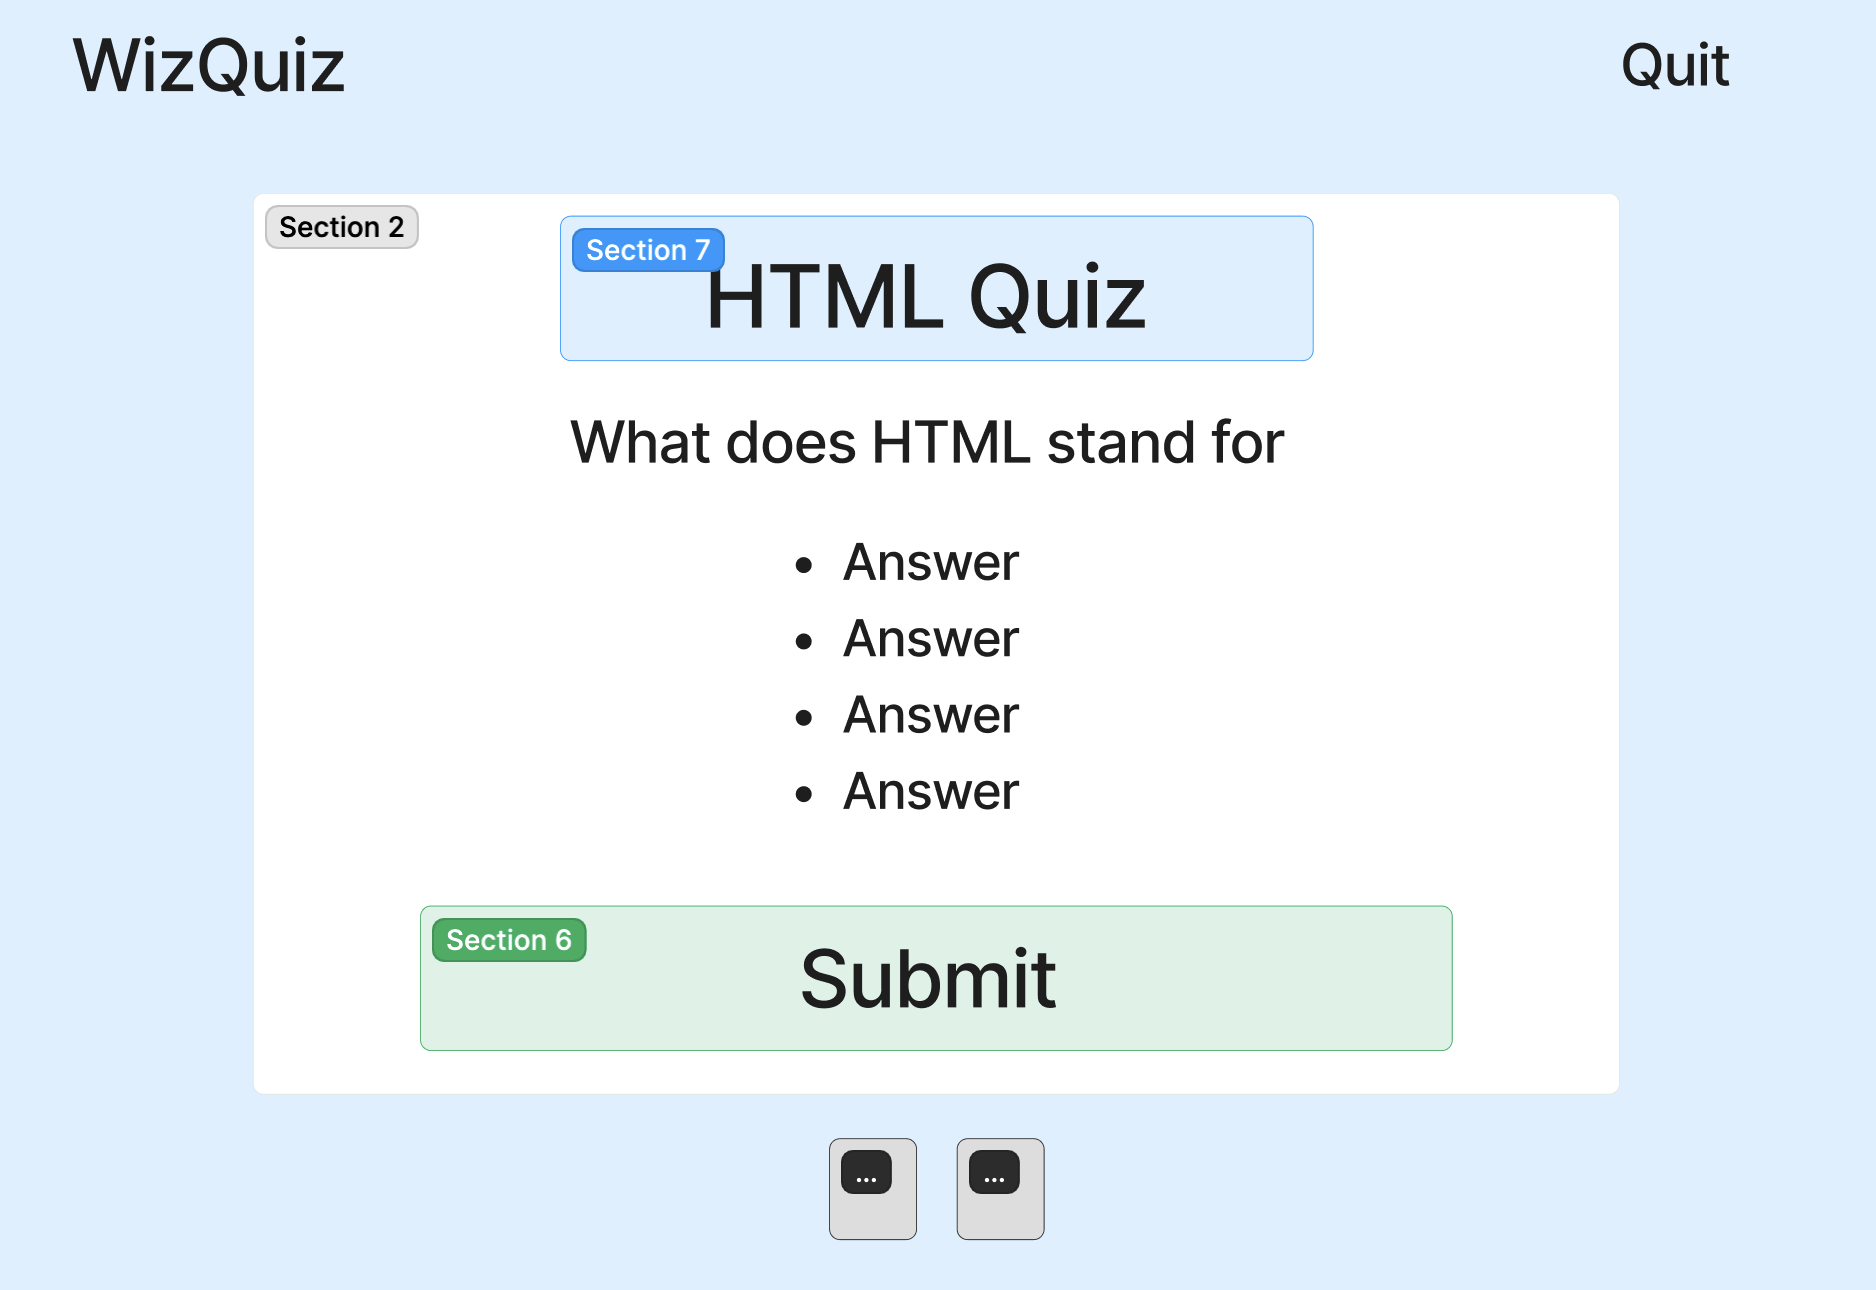 WizQuiz
Quit
Section 2
Section 7
HTML Quiz
What does HTML stand for
• Answer
• Answer
• Answer
• Answer
Section 6
Submit
... ...